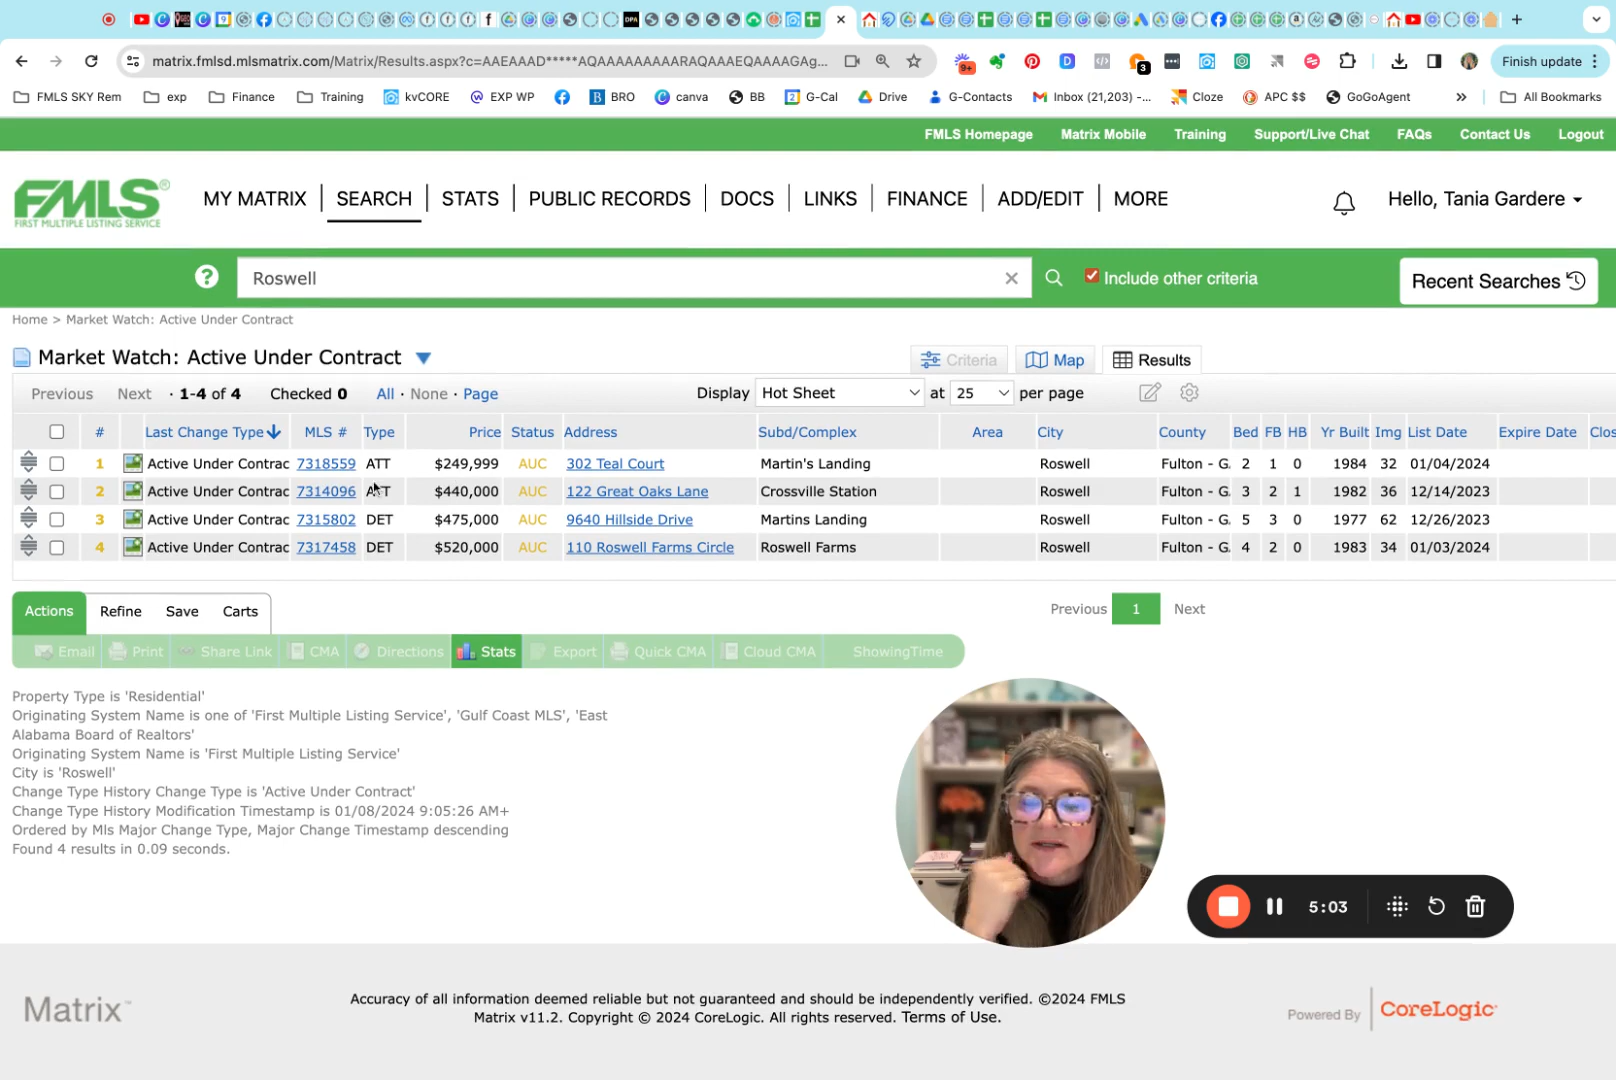 matrix.fmlsd.mlsmatrix.com/Matrix/Results.aspx?c=AAEAAAD*****AQAAAAAAAAARAQAAAEQAAAAGAg...
9+
3
Finish update
FMLS SKY Rem
exp
Finance
Training
kvCORE
EXP WP
BRO
canva
BB
G-Cal
Drive
G-Contacts
Inbox (21,203) -...
Cloze
APC $$
GoGoAgent
»
All Bookmarks
FMLS Homepage Matrix Mobile Training Support/Live Chat FAQs Contact Us Logout
FMLS®
FIRST MULTIPLE LISTING SERVICE
MY MATRIX SEARCH STATS PUBLIC RECORDS DOCS LINKS FINANCE ADD/EDIT MORE
Hello, Tania Gardere
? Roswell
Include other criteria
Recent Searches
Home > Market Watch: Active Under Contract
Market Watch: Active Under Contract
Criteria Map Results
Previous Next · 1-4 of 4 Checked 0 All · None · Page
Display Hot Sheet at 25 per page
# Last Change Type MLS # Type Price Status Address Subd/Complex Area City County Bed FB HB Yr Built Img List Date Expire Date Clos
1 Active Under Contrac 7318559 ATT $249,999 AUC 302 Teal Court Martin's Landing Roswell Fulton - G. 2 1 0 1984 32 01/04/2024
2 Active Under Contrac 7314096 ATT $440,000 AUC 122 Great Oaks Lane Crossville Station Roswell Fulton - G. 3 2 1 1982 36 12/14/2023
3 Active Under Contrac 7315802 DET $475,000 AUC 9640 Hillside Drive Martins Landing Roswell Fulton - G. 5 3 0 1977 62 12/26/2023
4 Active Under Contrac 7317458 DET $520,000 AUC 110 Roswell Farms Circle Roswell Farms Roswell Fulton - G. 4 2 0 1983 34 01/03/2024
Actions Refine Save Carts
Previous 1 Next
Email Print Share Link CMA Directions Stats Export Quick CMA Cloud CMA ShowingTime
Property Type is 'Residential'
Originating System Name is one of 'First Multiple Listing Service', 'Gulf Coast MLS', 'East
Alabama Board of Realtors'
Originating System Name is 'First Multiple Listing Service'
City is 'Roswell'
Change Type History Change Type is 'Active Under Contract'
Change Type History Modification Timestamp is 01/08/2024 9:05:26 AM+
Ordered by Mls Major Change Type, Major Change Timestamp descending
Found 4 results in 0.09 seconds.
5:03
Matrix™
Accuracy of all information deemed reliable but not guaranteed and should be independently verified. ©2024 FMLS
Matrix v11.2. Copyright © 2024 CoreLogic. All rights reserved. Terms of Use.
Powered By CoreLogic